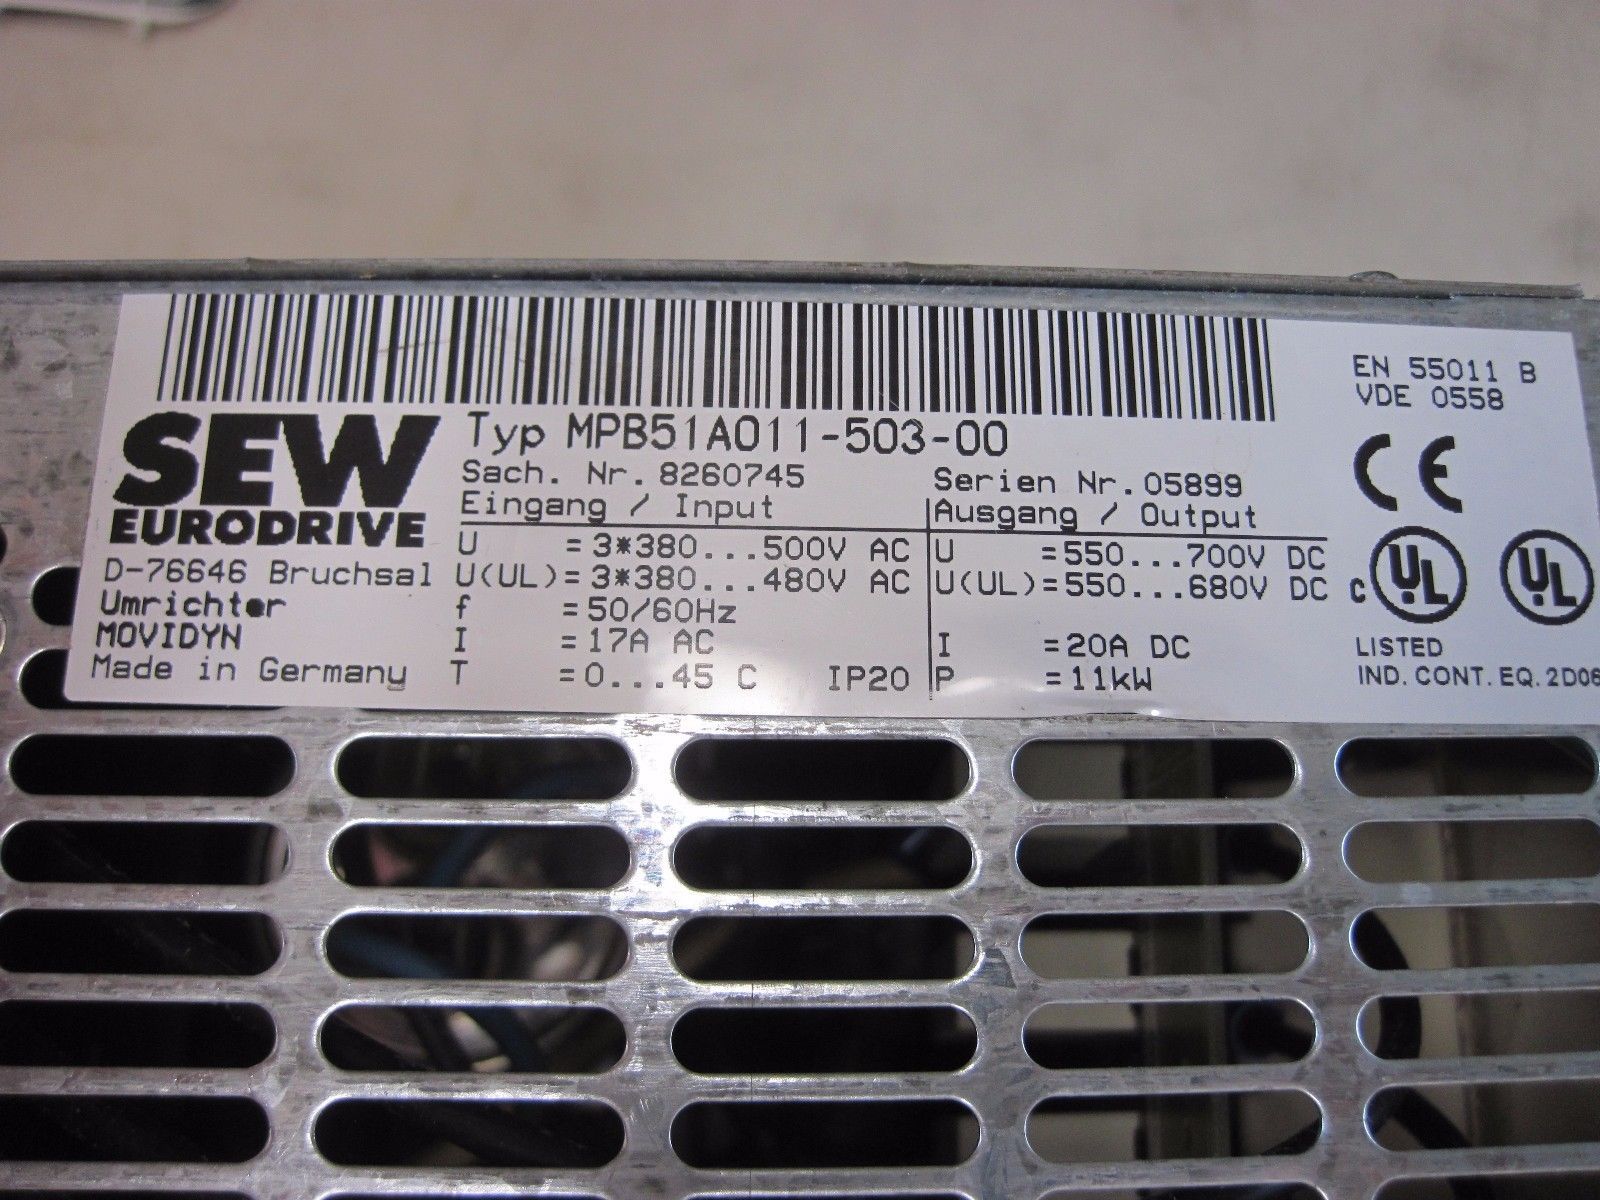 EN 55011 B
VDE 0558
SEW
EURODRIVE
D-76646 Bruchsal
Umrichter
MOVIDYN
Made in Germany
Typ MPB51A011-503-00
Sach. Nr. 8260745
Serien Nr. 05899
Eingang / Input
U = 3*380...500V AC
U(UL)= 3*380...480V AC
f = 50/60Hz
I = 17A AC
T = 0...45 C IP20
Ausgang / Output
U =550...700V DC
U(UL)=550...680V DC
I =20A DC
P =11kW
CE
c UL UL
LISTED
IND. CONT. EQ. 2D06